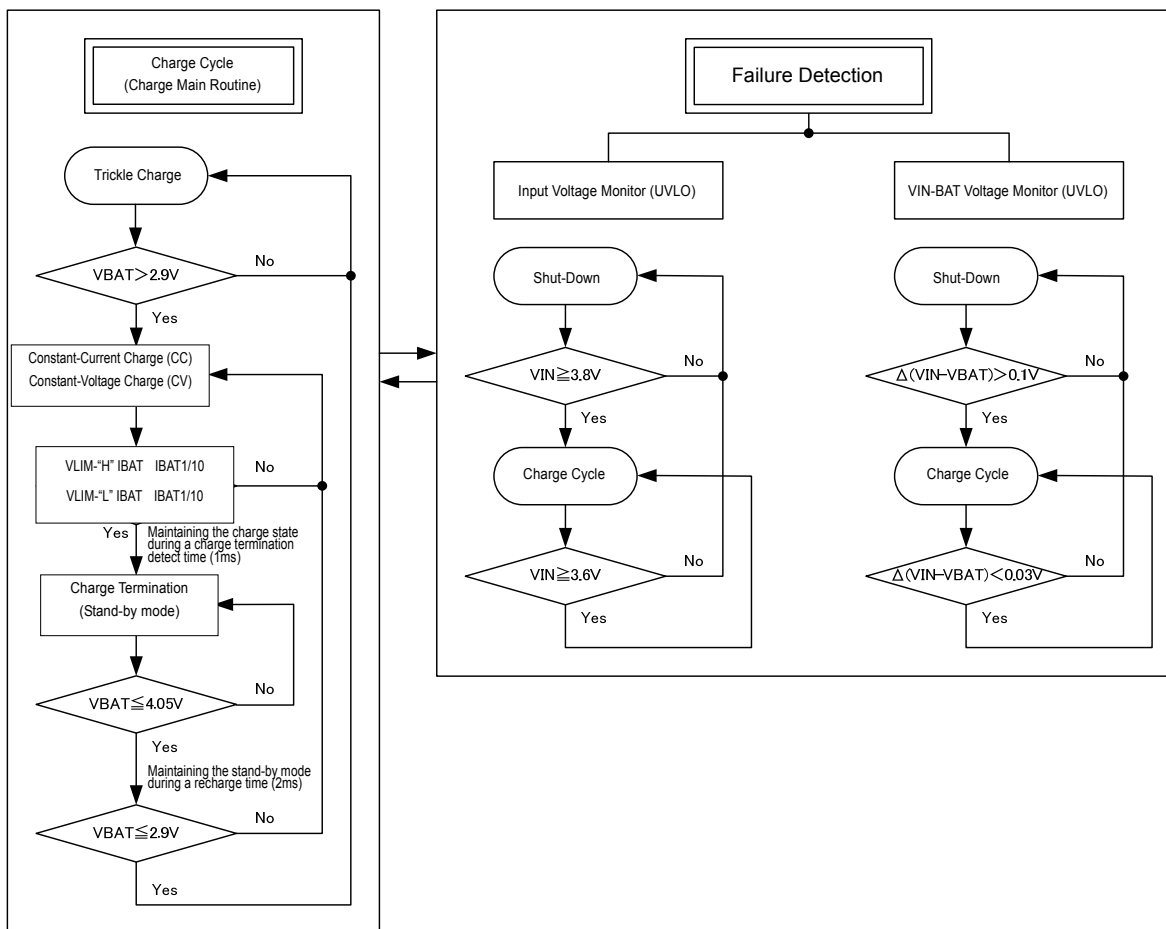 Charge Cycle
(Charge Main Routine)
Trickle Charge
VBAT>2.9V
No
Yes
Constant-Current Charge (CC)
Constant-Voltage Charge (CV)
VLIM-“H” IBAT IBAT1/10
VLIM-“L” IBAT IBAT1/10
No
Yes
Maintaining the charge state
during a charge termination
detect time (1ms)
Charge Termination
(Stand-by mode)
VBAT≦4.05V
No
Yes
Maintaining the stand-by mode
during a recharge time (2ms)
VBAT≦2.9V
No
Yes
Failure Detection
Input Voltage Monitor (UVLO)
Shut-Down
VIN≧3.8V
No
Yes
Charge Cycle
VIN≧3.6V
No
Yes
VIN-BAT Voltage Monitor (UVLO)
Shut-Down
Δ(VIN-VBAT)>0.1V
No
Yes
Charge Cycle
Δ(VIN-VBAT)<0.03V
No
Yes